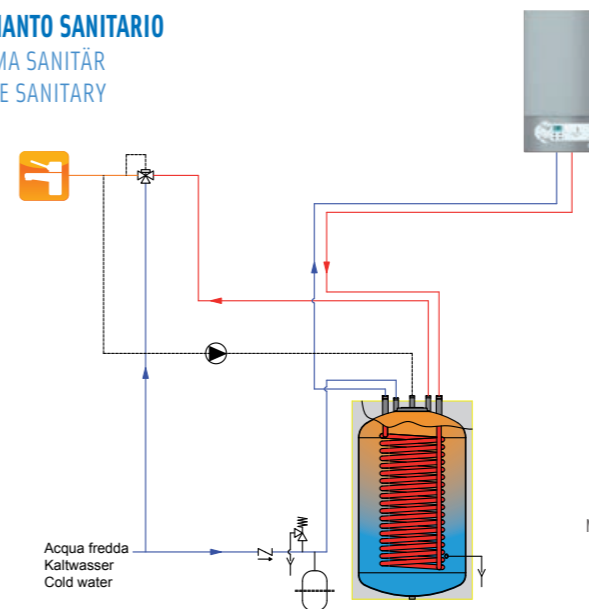 IANTO SANITARIO
MA SANITÄR
E SANITARY
Acqua fredda
Kaltwasser
Cold water